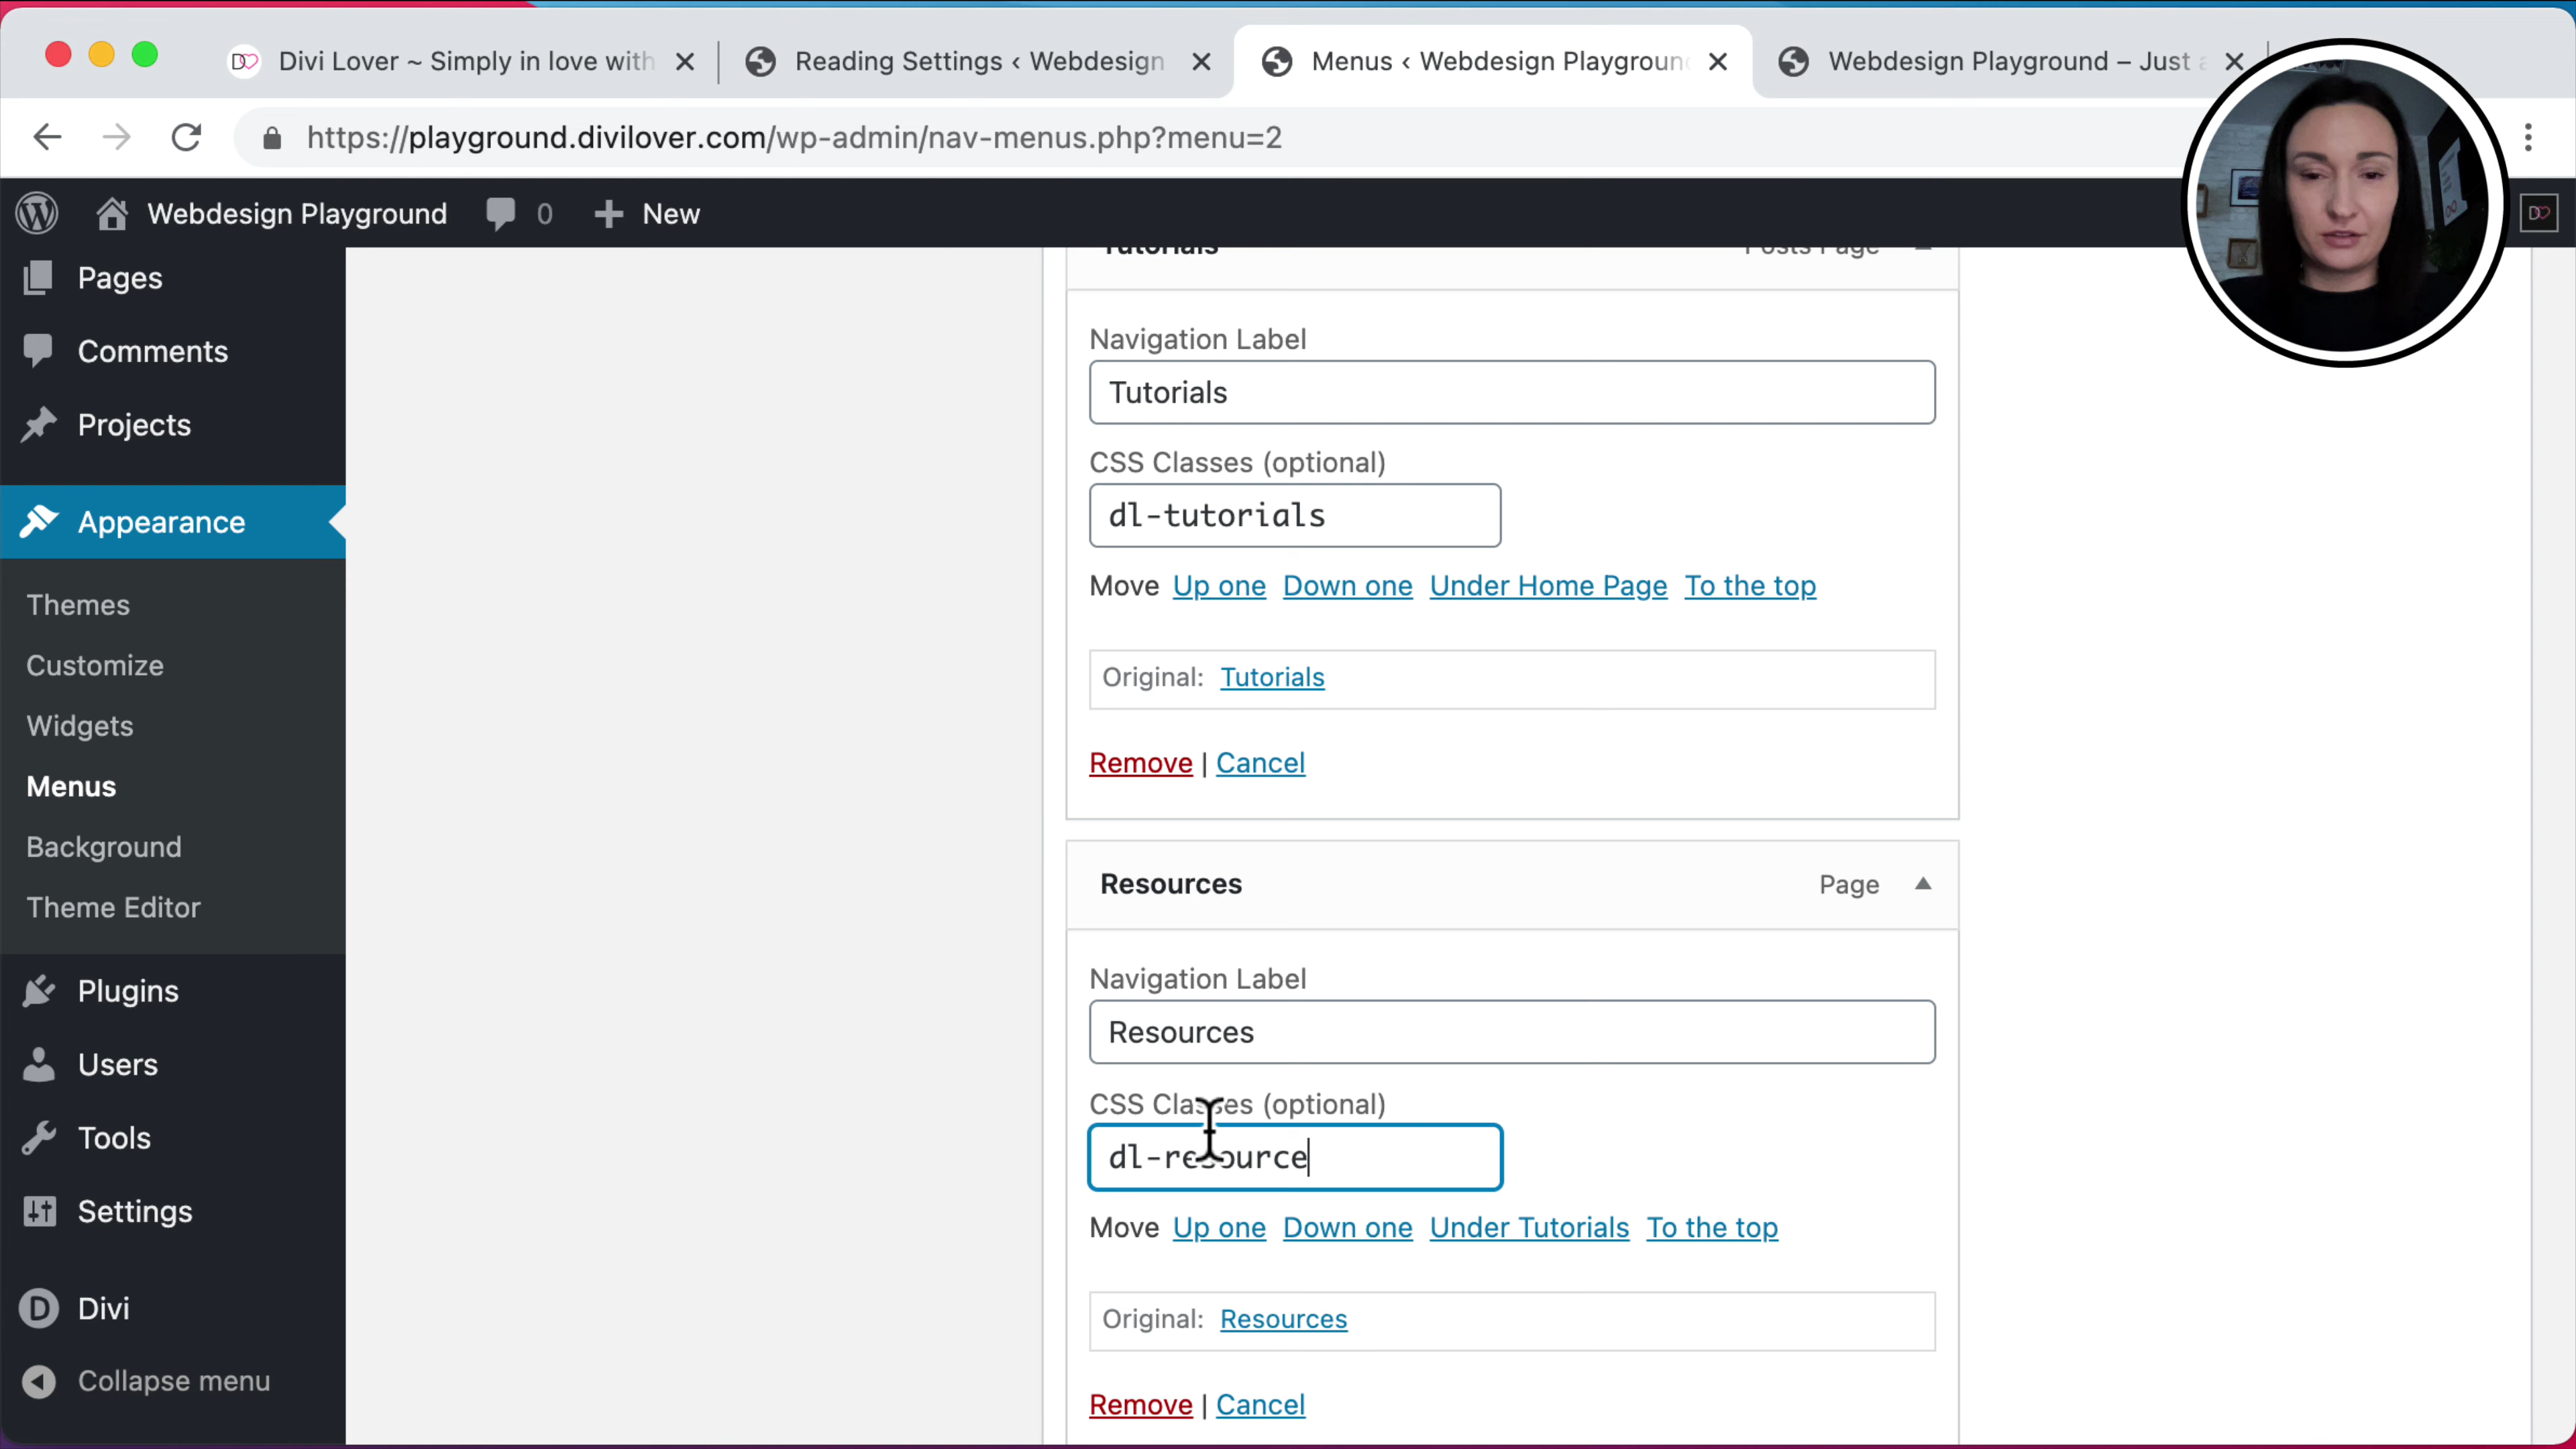 Divi Lover ~ Simply in love with
Reading Settings ‹ Webdesign
Menus ‹ Webdesign Playground
Webdesign Playground – Just a
https://playground.divilover.com/wp-admin/nav-menus.php?menu=2
Webdesign Playground 0 New
Tutorials Posts Page
Pages
Comments
Projects
Appearance
Themes
Customize
Widgets
Menus
Background
Theme Editor
Plugins
Users
Tools
Settings
Divi
Collapse menu
Navigation Label
Tutorials
CSS Classes (optional)
dl-tutorials
Move Up one Down one Under Home Page To the top
Original: Tutorials
Remove | Cancel
Resources Page
Navigation Label
Resources
CSS Classes (optional)
dl-resource
Move Up one Down one Under Tutorials To the top
Original: Resources
Remove | Cancel